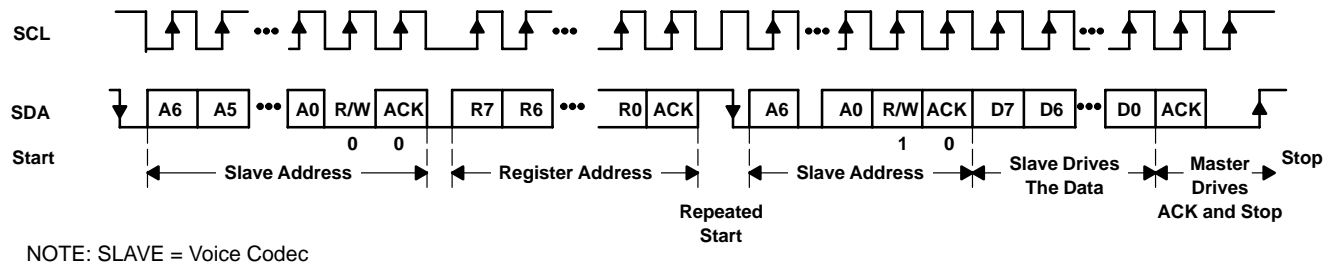 SCL
SDA A6 A5 ••• A0 R/W ACK R7 R6 ••• R0 ACK A6 A0 R/W ACK D7 D6 ••• D0 ACK
0 0 1 0
Start Slave Address Register Address Slave Address Slave Drives The Data Master Drives ACK and Stop Stop
Repeated Start
NOTE: SLAVE = Voice Codec